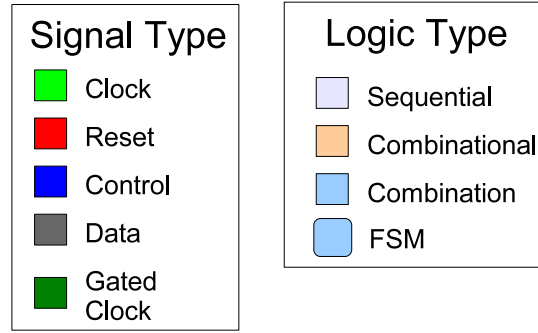 Signal Type
Clock
Reset
Control
Data
Gated
Clock
Logic Type
Sequential
Combinational
Combination
FSM